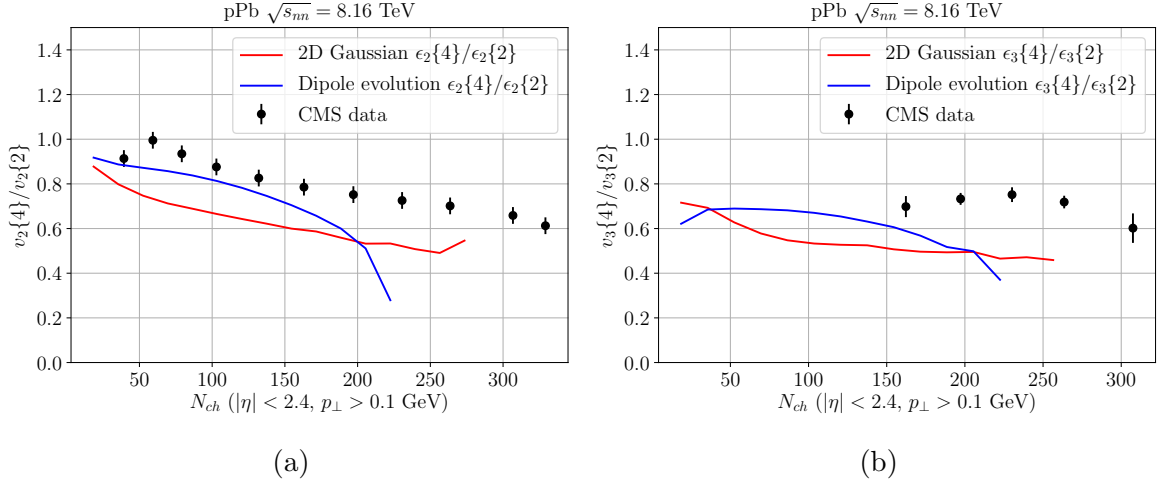 pPb √s_nn = 8.16 TeV
2D Gaussian ϵ₂{4}/ϵ₂{2}
Dipole evolution ϵ₂{4}/ϵ₂{2}
CMS data
v₂{4}/v₂{2}
1.4
1.2
1.0
0.8
0.6
0.4
0.2
0.0
50 100 150 200 250 300
N_ch (|η| < 2.4, p_⊥ > 0.1 GeV)
(a)
pPb √s_nn = 8.16 TeV
2D Gaussian ϵ₃{4}/ϵ₃{2}
Dipole evolution ϵ₃{4}/ϵ₃{2}
CMS data
v₃{4}/v₃{2}
1.4
1.2
1.0
0.8
0.6
0.4
0.2
0.0
50 100 150 200 250 300
N_ch (|η| < 2.4, p_⊥ > 0.1 GeV)
(b)